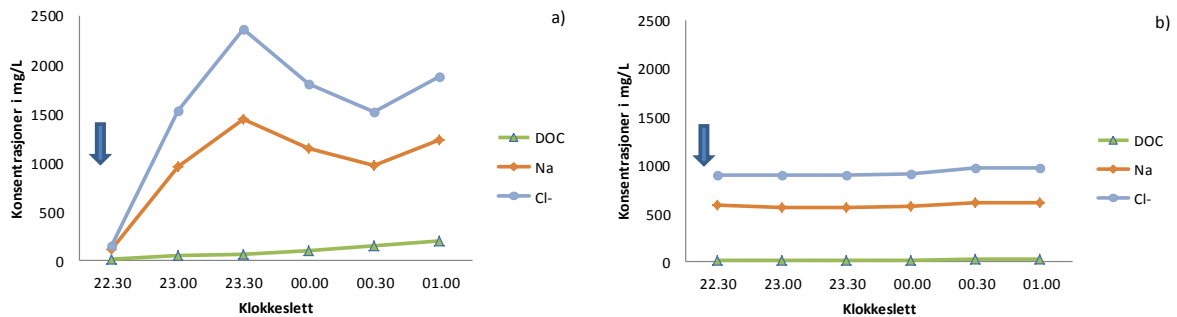 a)
Konsentrasjoner i mg/L
2500
2000
1500
1000
500
0
22.30 23.00 23.30 00.00 00.30 01.00
Klokkeslett
DOC
Na
Cl-
b)
Konsentrasjoner i mg/L
2500
2000
1500
1000
500
0
22.30 23.00 23.30 00.00 00.30 01.00
Klokkeslett
DOC
Na
Cl-